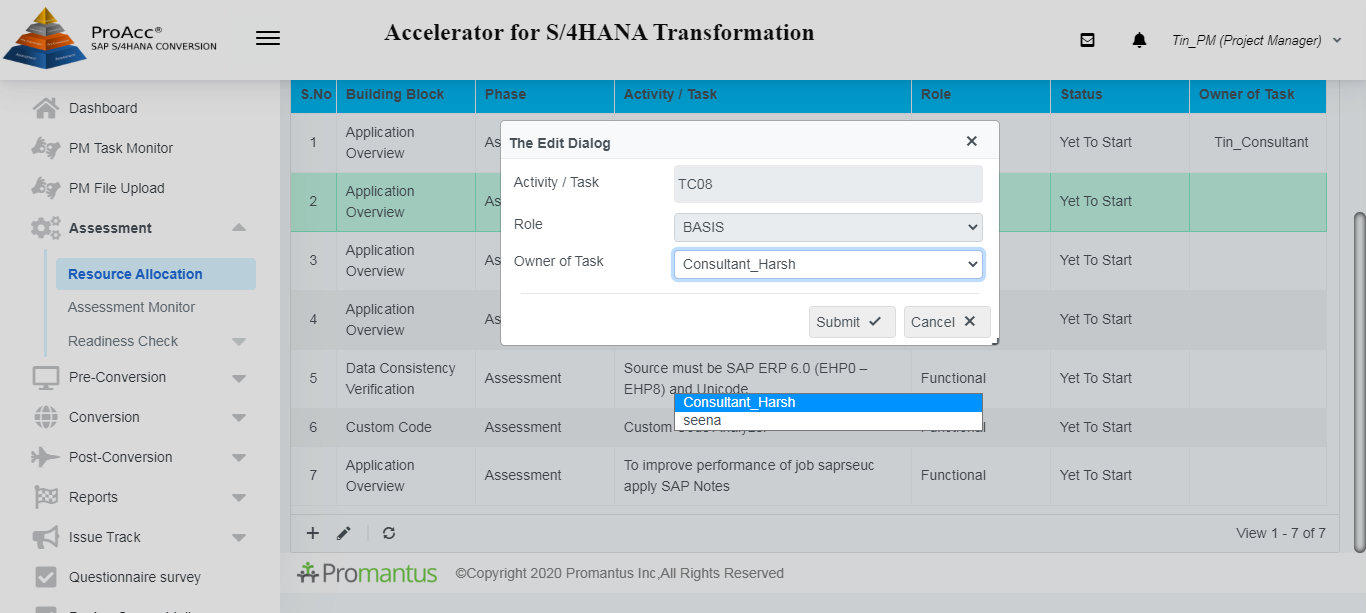 ProAcc®
SAP S/4HANA CONVERSION
Accelerator for S/4HANA Transformation
Tin_PM (Project Manager)
Dashboard
PM Task Monitor
PM File Upload
Assessment
Resource Allocation
Assessment Monitor
Readiness Check
Pre-Conversion
Conversion
Post-Conversion
Reports
Issue Track
Questionnaire survey
S.No Building Block Phase Activity / Task Role Status Owner of Task
1 Application Overview As Yet To Start Tin_Consultant
2 Application Overview As Yet To Start
3 Application Overview As Yet To Start
4 Application Overview As Yet To Start
5 Data Consistency Verification Assessment Source must be SAP ERP 6.0 (EHP0 – EHP8) and Unicode Functional Yet To Start
6 Custom Code Assessment Custom Code Analyzer Functional Yet To Start
7 Application Overview Assessment To improve performance of job saprseuc apply SAP Notes Functional Yet To Start
The Edit Dialog
Activity / Task TC08
Role BASIS
Owner of Task Consultant_Harsh
Submit Cancel
Consultant_Harsh
seena
View 1 - 7 of 7
Promantus ©Copyright 2020 Promantus Inc,All Rights Reserved